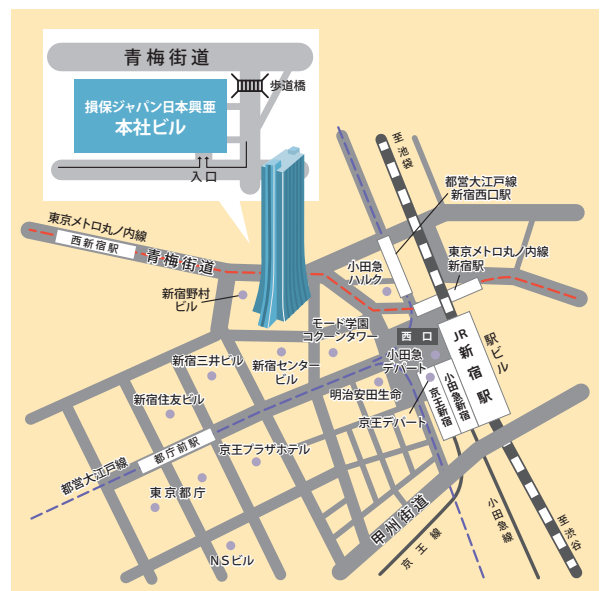 青梅街道
歩道橋
損保ジャパン日本興亜
本社ビル
入口
至池袋
都営大江戸線
新宿西口駅
東京メトロ丸ノ内線
西新宿駅
青梅街道
小田急
ハルク
東京メトロ丸ノ内線
新宿駅
新宿野村
ビル
モード学園
コクーンタワー
西口
JR新宿駅
駅ビル
小田急
デパート
新宿三井ビル
新宿センター
ビル
小田急新宿
京王新宿
明治安田生命
新宿住友ビル
京王デパート
都庁前駅
京王プラザホテル
都営大江戸線
東京都庁
甲州街道
小田急線
至渋谷
京王線
NSビル